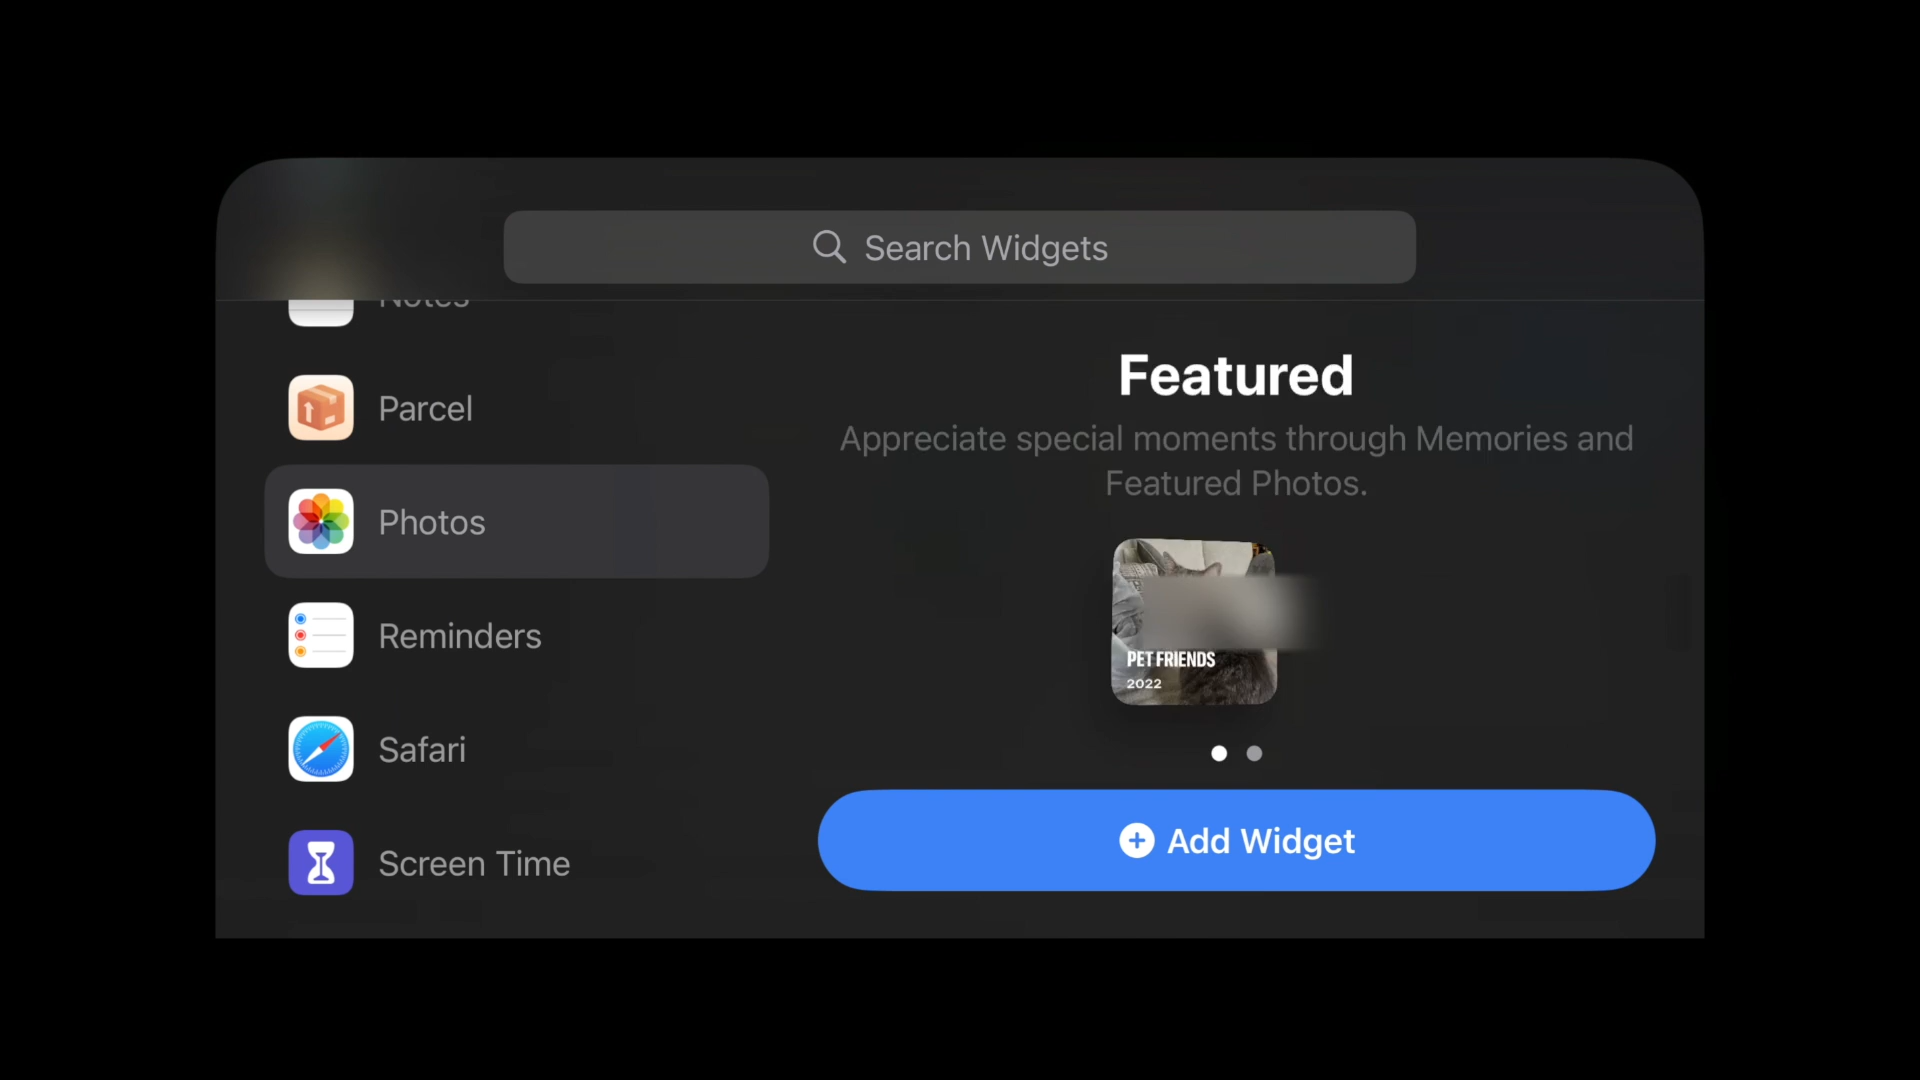 Search Widgets
Notes
Parcel
Photos
Reminders
Safari
Screen Time
Featured
Appreciate special moments through Memories and
Featured Photos.
PET FRIENDS
2022
Add Widget